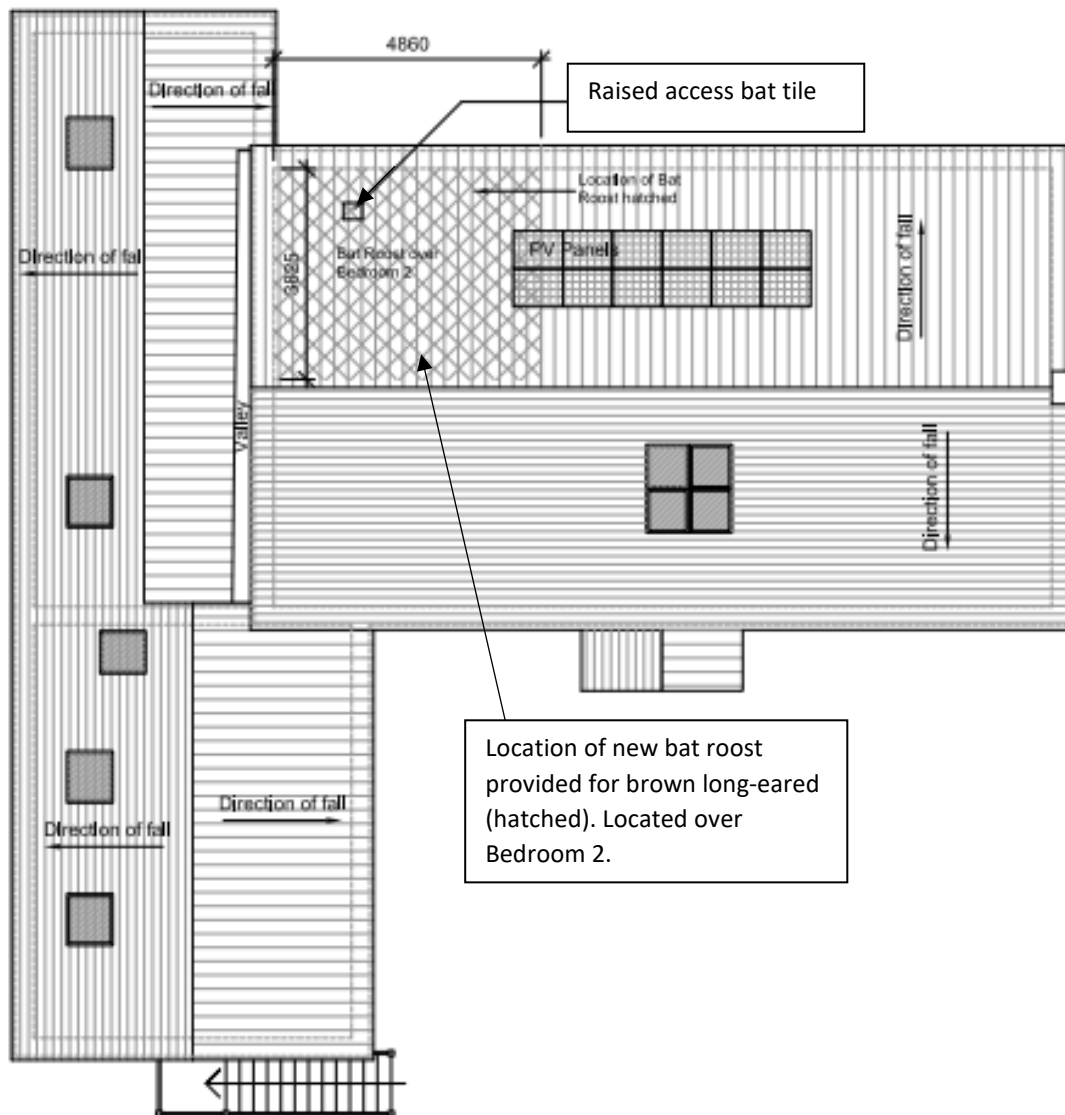 4860
Raised access bat tile
Direction of fall
Location of Bat
Roost hatched
Direction of fall
Bat Roost over
Bedroom 2
PV Panels
3825
Direction of fall
Valley
Direction of fall
Location of new bat roost
provided for brown long-eared
(hatched). Located over
Bedroom 2.
Direction of fall
Direction of fall